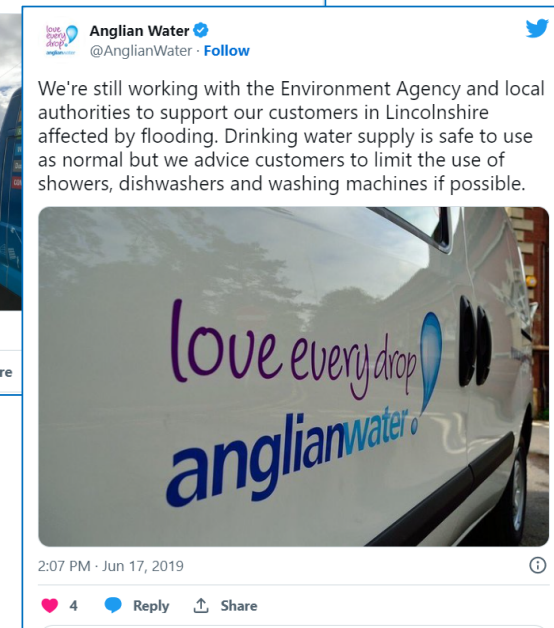 love every drop.
anglianwater
Anglian Water
@AnglianWater · Follow
We're still working with the Environment Agency and local
authorities to support our customers in Lincolnshire
affected by flooding. Drinking water supply is safe to use
as normal but we advice customers to limit the use of
showers, dishwashers and washing machines if possible.
love every drop
anglianwater
re
2:07 PM · Jun 17, 2019
4 Reply Share